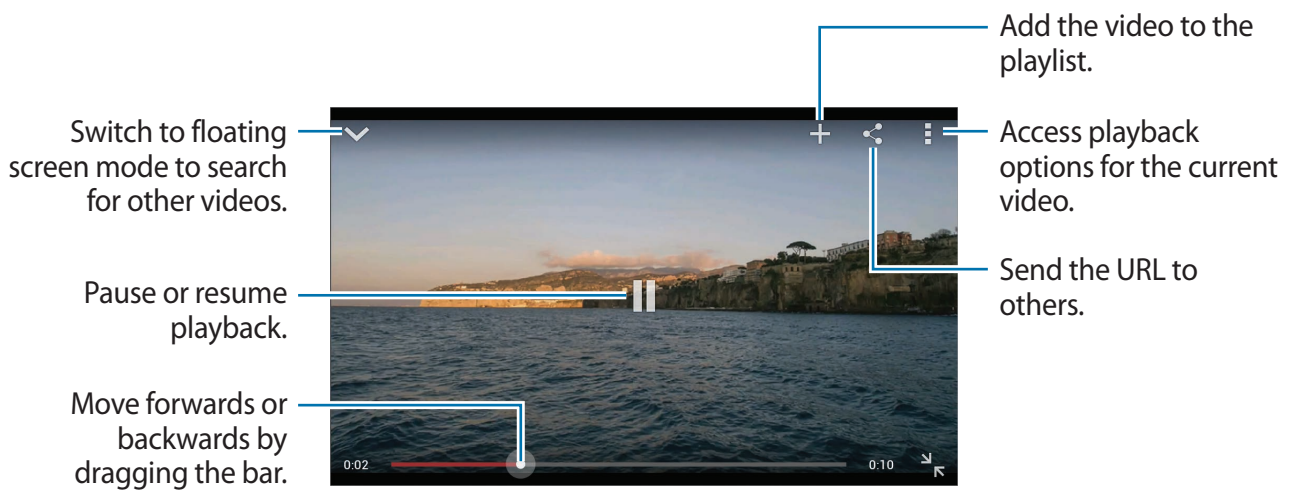 Add the video to the
playlist.
Switch to floating
screen mode to search
for other videos.
Access playback
options for the current
video.
Send the URL to
others.
Pause or resume
playback.
Move forwards or
backwards by
dragging the bar.
0:02
0:10